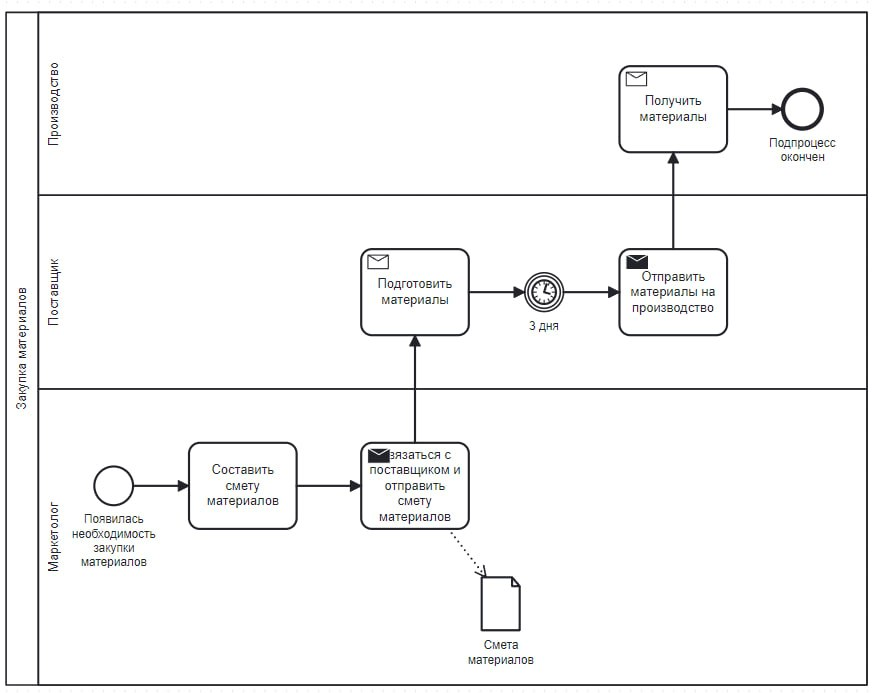 Закупка материалов
Производство
Получить
материалы
Подпроцесс
окончен
Поставщик
Подготовить
материалы
3 дня
Отправить
материалы на
производство
Маркетолог
Появилась
необходимость
закупки
материалов
Составить
смету
материалов
вязаться с
поставщиком и
отправить
смету
материалов
Смета
материалов